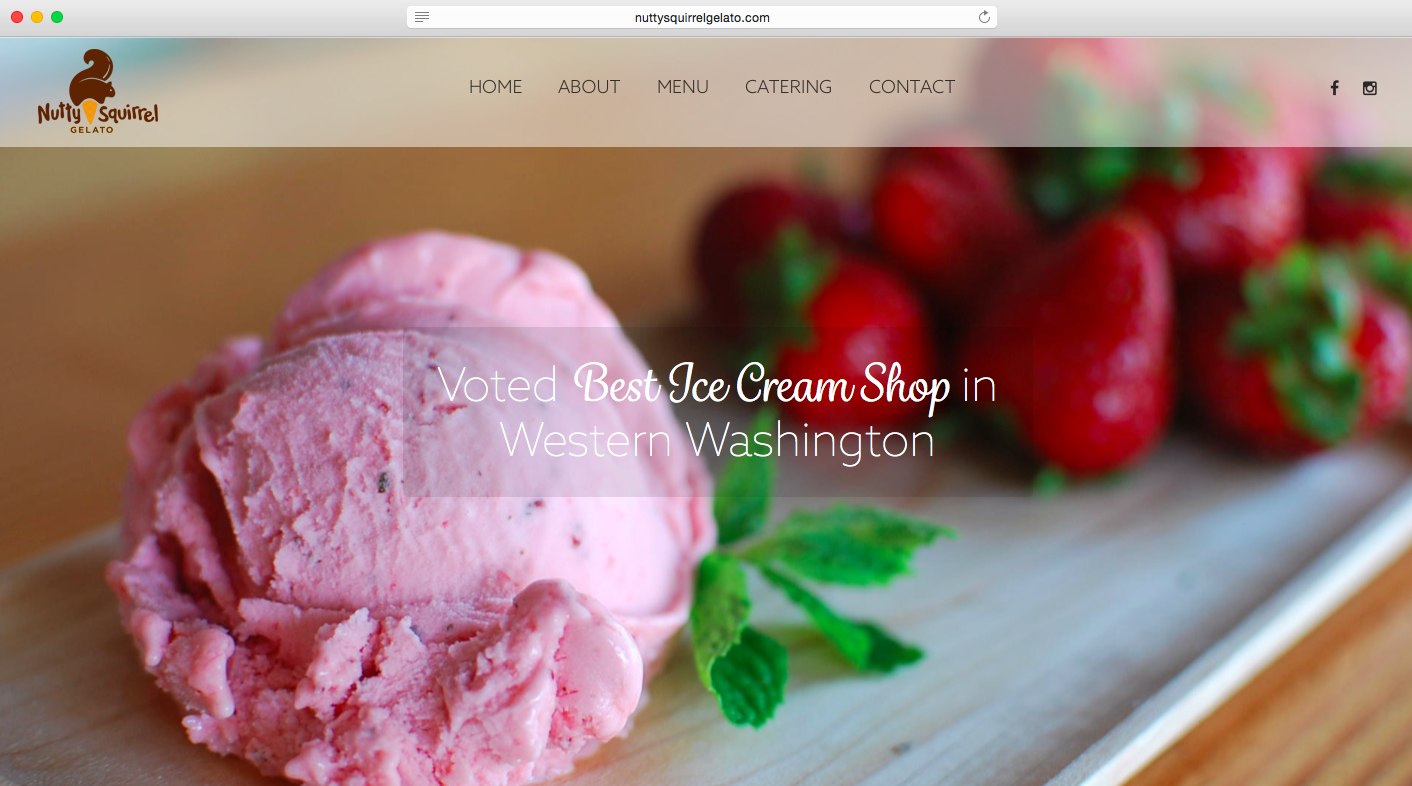 nuttysquirrelgelato.com
Nutty Squirrel
GELATO
HOME ABOUT MENU CATERING CONTACT
Voted Best Ice Cream Shop in
Western Washington